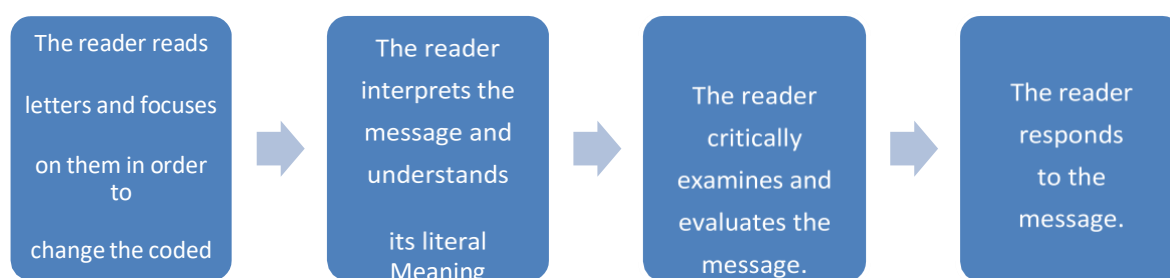 The reader reads
letters and focuses
on them in order
to
change the coded
The reader
interprets the
message and
understands
its literal
Meaning
The reader
critically
examines and
evaluates the
message.
The reader
responds
to the
message.